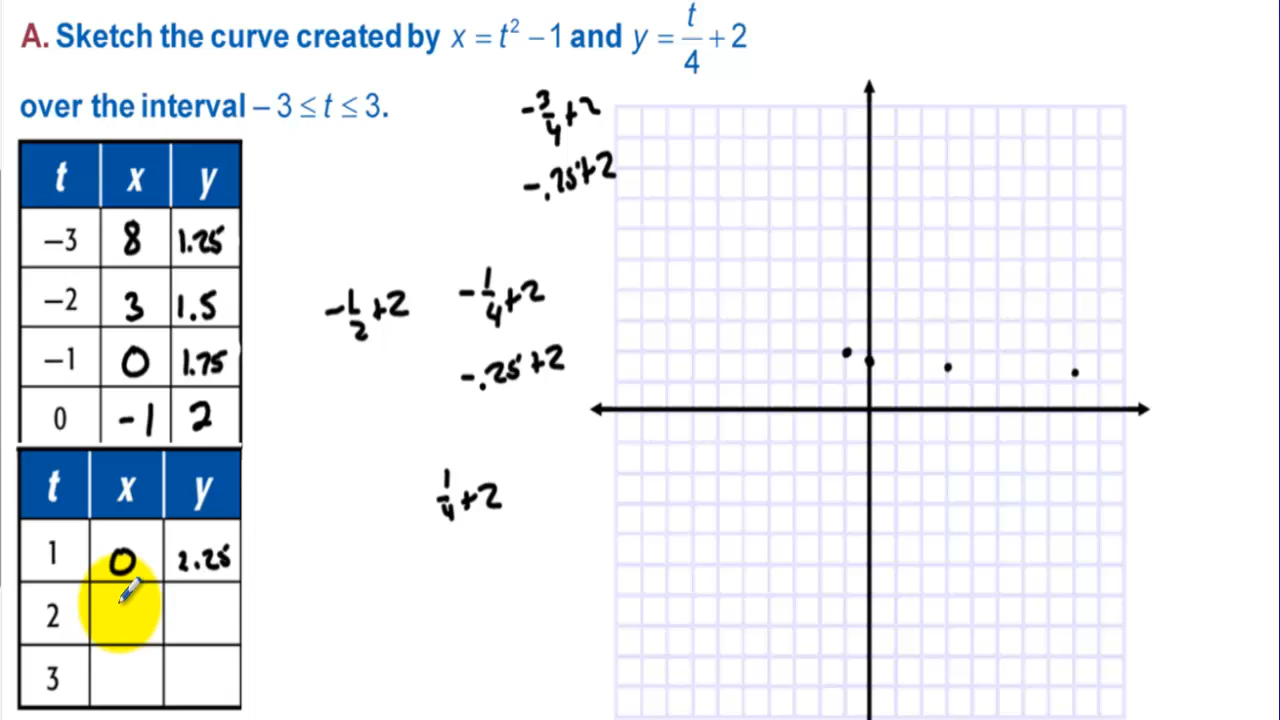 A. Sketch the curve created by x = t² – 1 and y = t/4 + 2
over the interval – 3 ≤ t ≤ 3.
-3/4 + 2
-.75 + 2
t x y
–3 8 1.25
–2 3 1.5
–1 0 1.75
0 -1 2
-1/2 + 2
-1/4 + 2
-.25 + 2
1/4 + 2
t x y
1 0 2.25
2
3